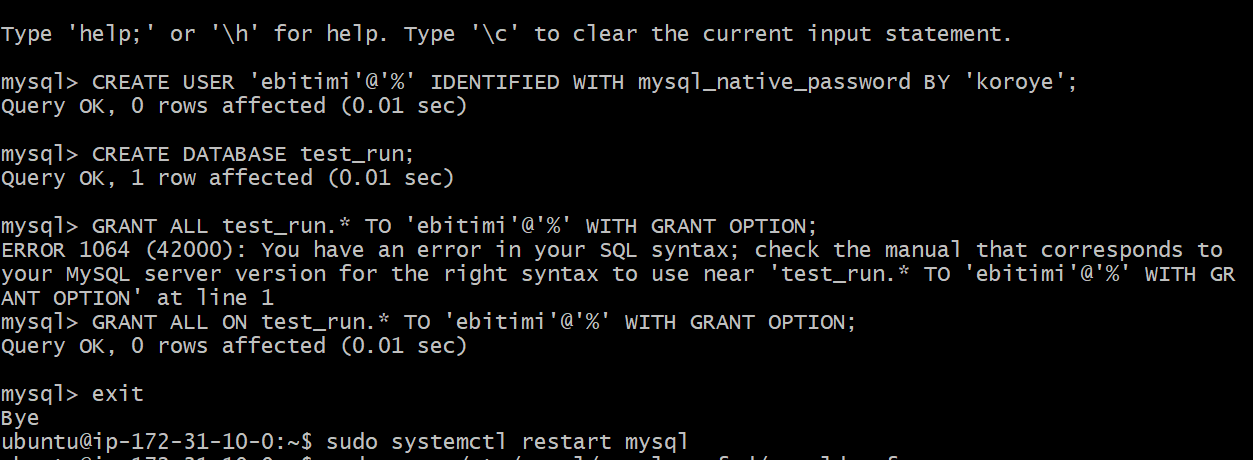 Type 'help;' or '\h' for help. Type '\c' to clear the current input statement.
mysql> CREATE USER 'ebitimi'@'%' IDENTIFIED WITH mysql_native_password BY 'koroye';
Query OK, 0 rows affected (0.01 sec)
mysql> CREATE DATABASE test_run;
Query OK, 1 row affected (0.01 sec)
mysql> GRANT ALL test_run.* TO 'ebitimi'@'%' WITH GRANT OPTION;
ERROR 1064 (42000): You have an error in your SQL syntax; check the manual that corresponds to
your MySQL server version for the right syntax to use near 'test_run.* TO 'ebitimi'@'%' WITH GR
ANT OPTION' at line 1
mysql> GRANT ALL ON test_run.* TO 'ebitimi'@'%' WITH GRANT OPTION;
Query OK, 0 rows affected (0.01 sec)
mysql> exit
Bye
ubuntu@ip-172-31-10-0:~$ sudo systemctl restart mysql